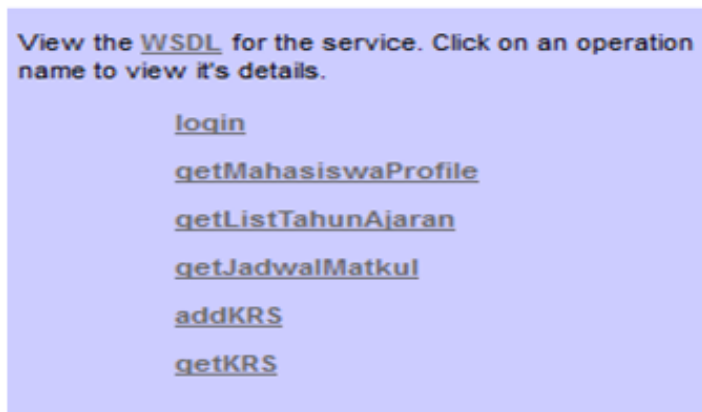 View the WSDL for the service. Click on an operation
name to view it's details.
login
getMahasiswaProfile
getListTahunAjaran
getJadwalMatkul
addKRS
getKRS